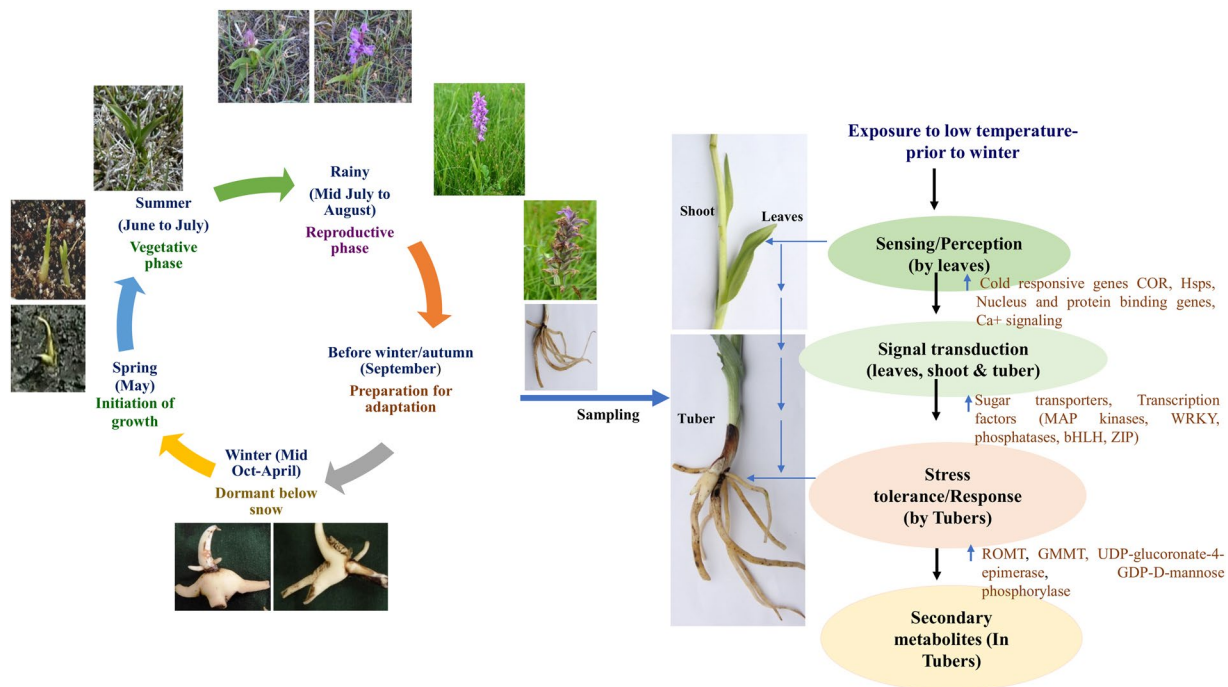 Summer
(June to July)
Vegetative
phase
Rainy
(Mid July to
August)
Reproductive
phase
Before winter/autumn
(September)
Preparation for
adaptation
Winter (Mid
Oct-April)
Dormant below
snow
Spring
(May)
Initiation of
growth
Sampling
Shoot
Leaves
Tuber
Exposure to low temperature-
prior to winter
Sensing/Perception
(by leaves)
Cold responsive genes COR, Hsps,
Nucleus and protein binding genes,
Ca+ signaling
Signal transduction
(leaves, shoot & tuber)
Sugar transporters, Transcription
factors (MAP kinases, WRKY,
phosphatases, bHLH, ZIP)
Stress
tolerance/Response
(by Tubers)
ROMT, GMMT, UDP-glucoronate-4-
epimerase, GDP-D-mannose
phosphorylase
Secondary
metabolites (In
Tubers)